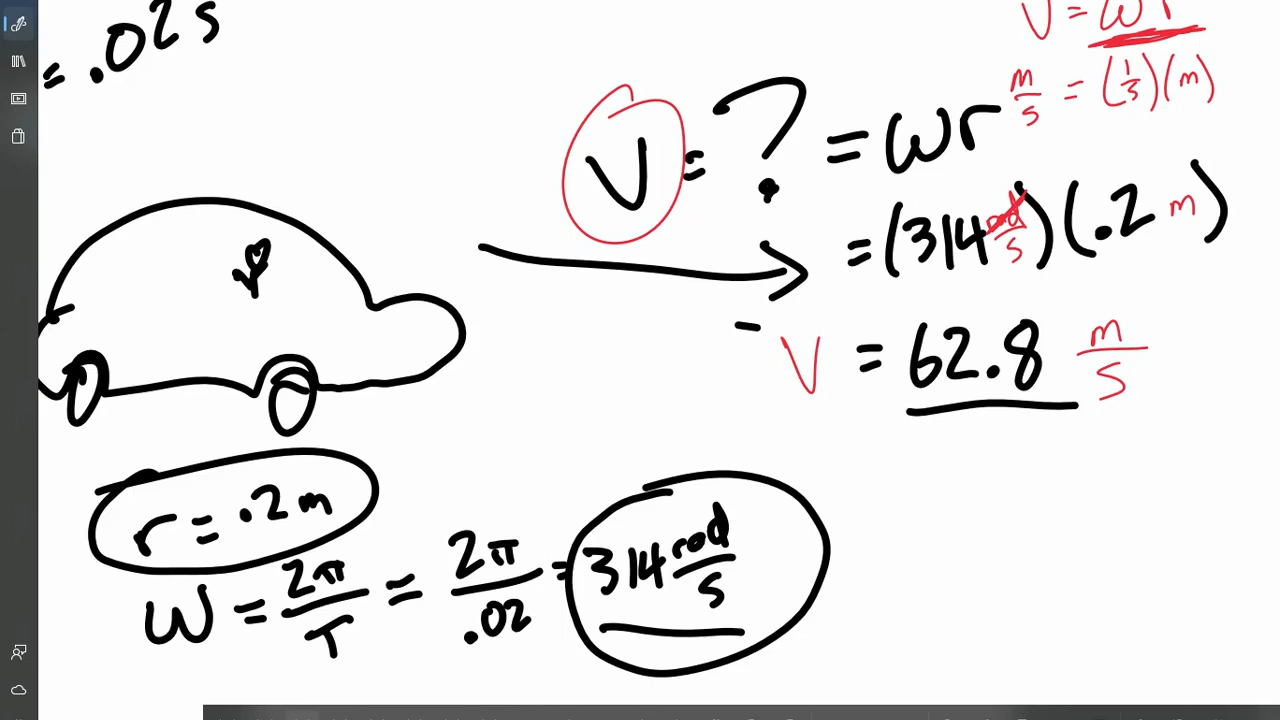 = .02 s
V = ωr
m/s = (1/s)(m)
V = ? = ωr
= (314 rad/s)(.2 m)
V = 62.8 m/s
r = .2 m
ω = 2π/T = 2π/.02 = 314 rad/s